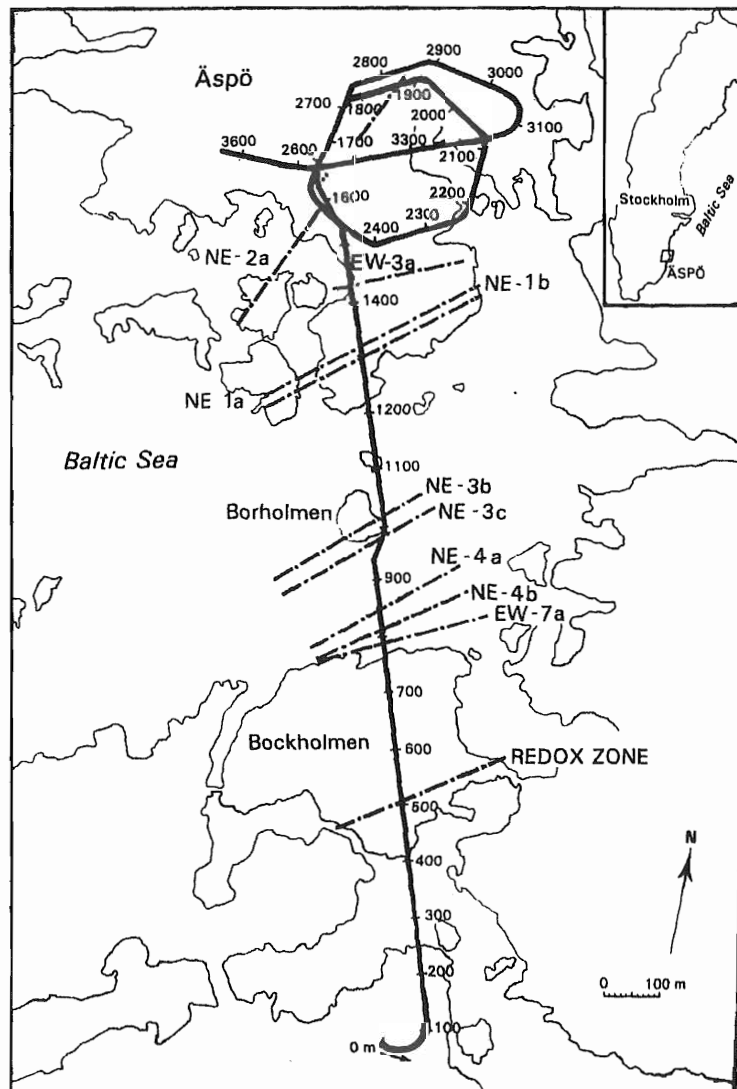 Äspö
2800
2900
3000
2700
1800
1900
2000
3100
3600
2600
1700
3300
2100
1600
2200
2400
2300
NE-2a
EW-3a
NE-1b
1400
NE 1a
1200
Baltic Sea
1100
NE-3b
Borholmen
NE-3c
NE-4a
900
NE-4b
EW-7a
700
Bockholmen
600
REDOX ZONE
500
400
N
300
200
0 100 m
100
0 m
Stockholm
Baltic Sea
ÄSPÖ